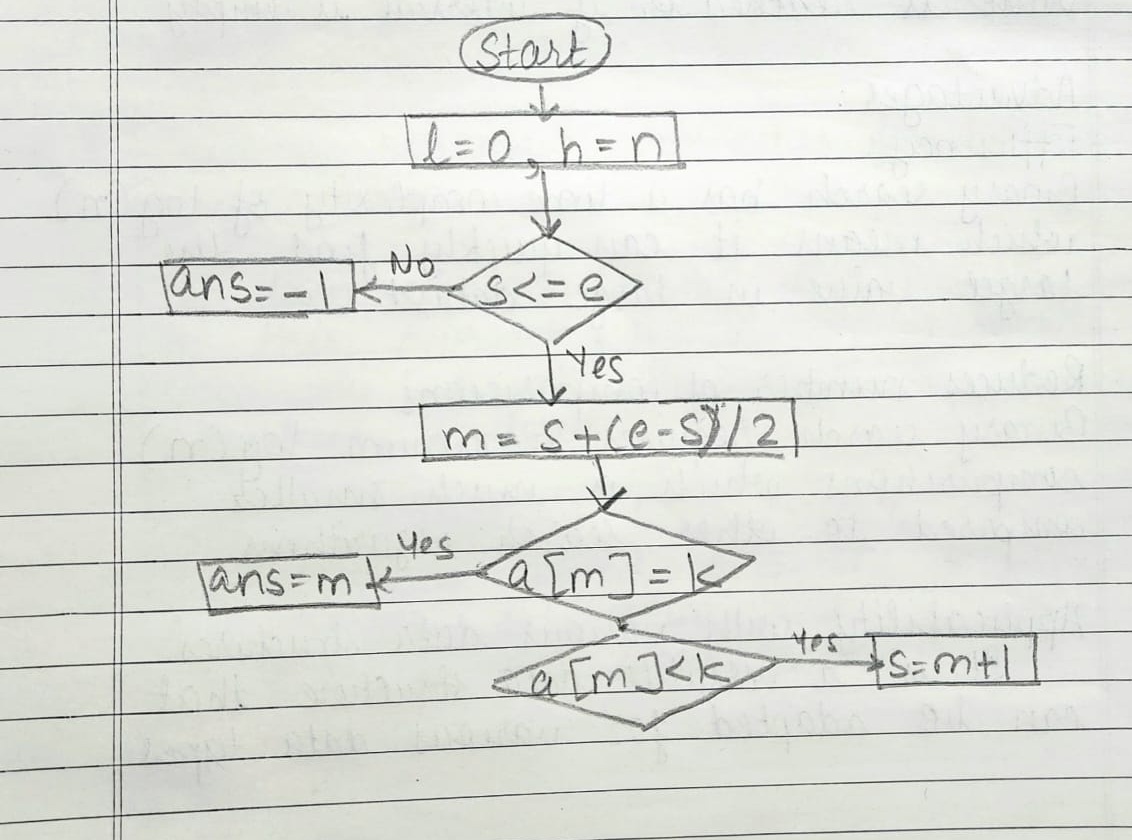 Start
l=0, h=n
s<=e
No
ans=-1
Yes
m= s+(e-s)/2
a[m]=k
Yes
ans=m
a[m]<k
Yes
s=m+1